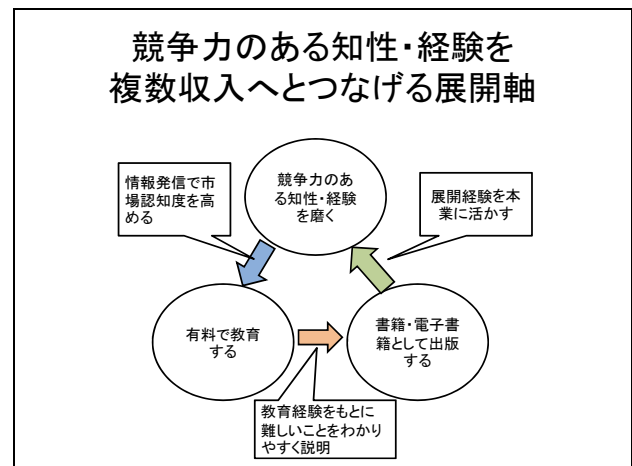 競争力のある知性・経験を
複数収入へとつなげる展開軸
情報発信で市
場認知度を高
める
競争力のあ
る知性・経験
を磨く
展開経験を本
業に活かす
有料で教育
する
書籍・電子書
籍として出版
する
教育経験をもとに
難しいことをわかり
やすく説明